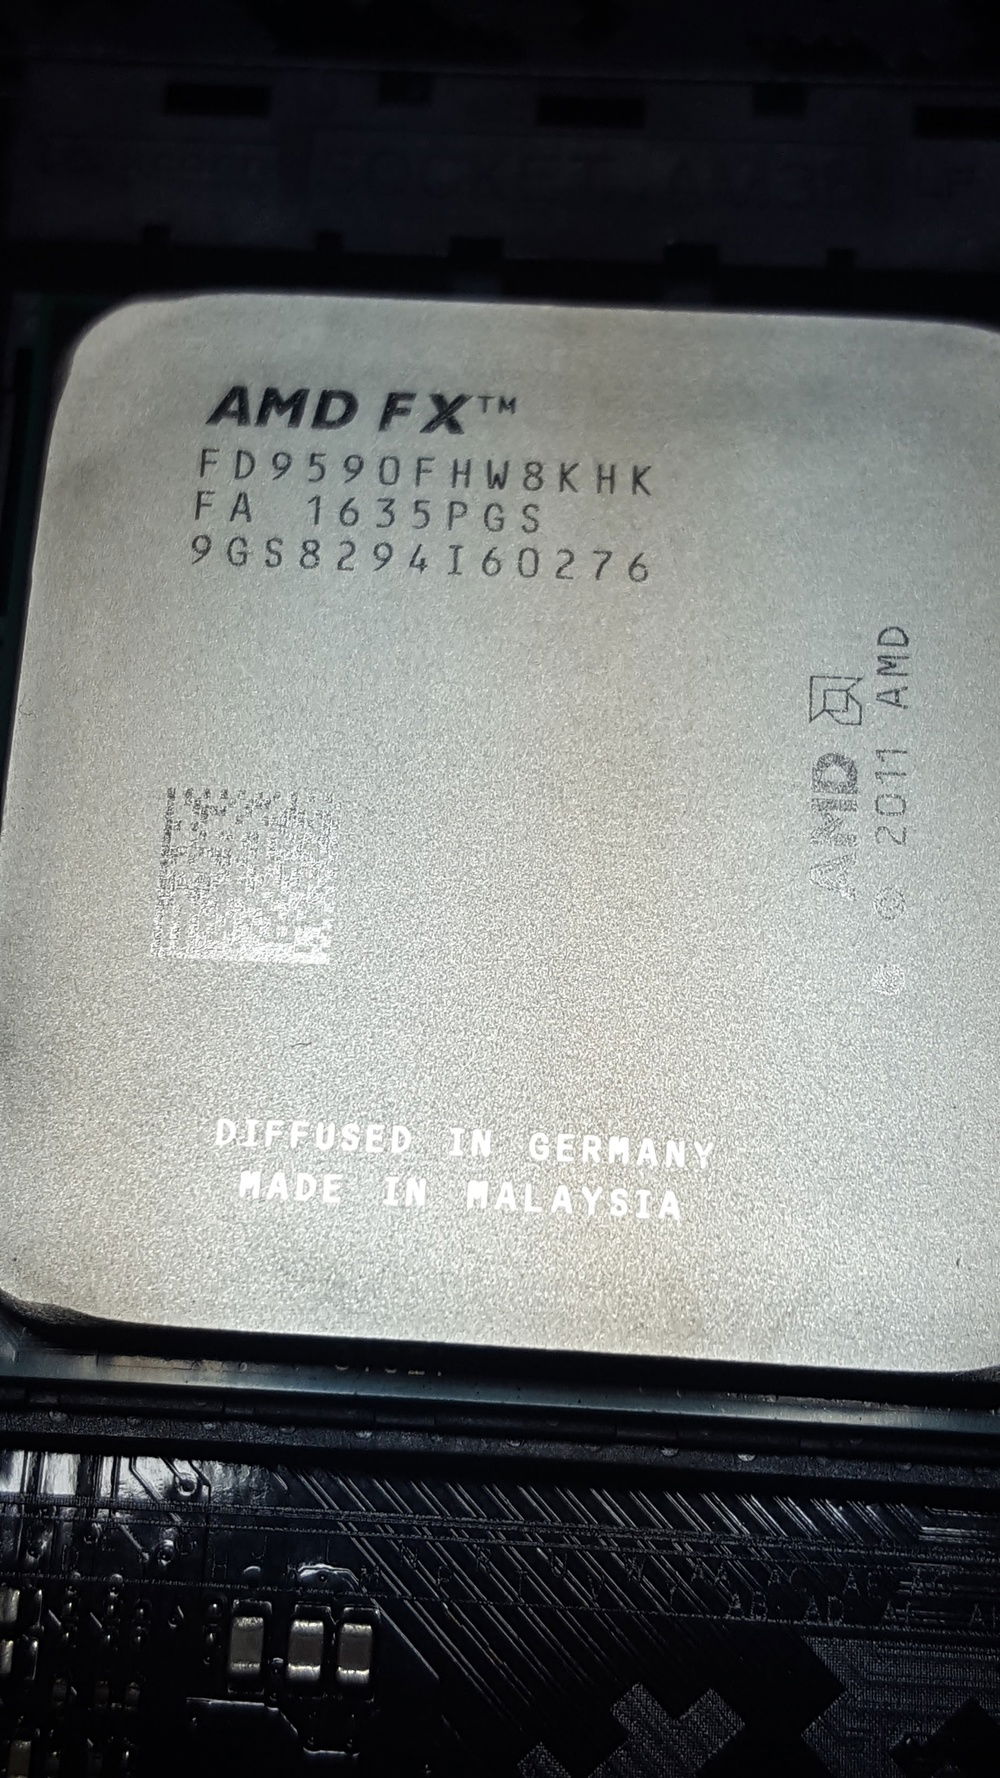 AMD FX™
FD9590FHW8KHK
FA 1635PGS
9GS8294I60276
AMD
© 2011 AMD
DIFFUSED IN GERMANY
MADE IN MALAYSIA